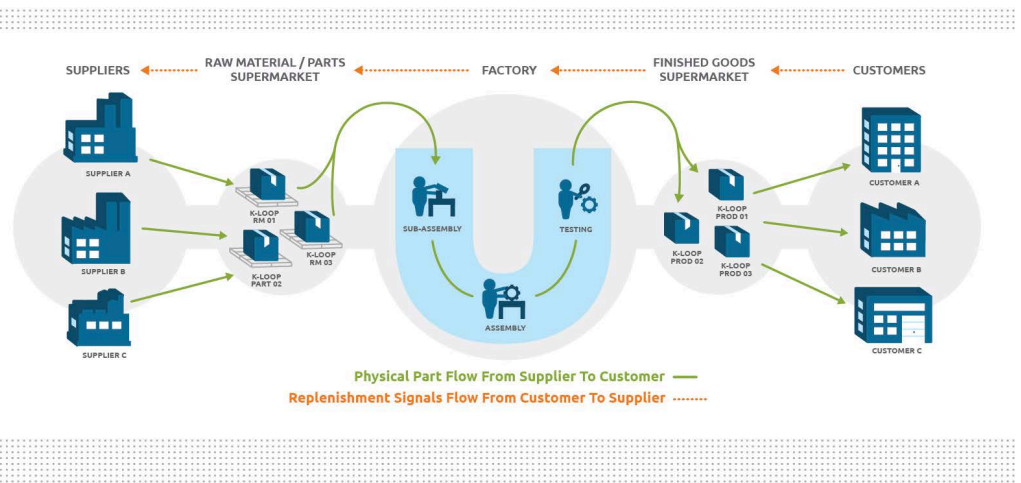 SUPPLIERS
RAW MATERIAL / PARTS
SUPERMARKET
FACTORY
FINISHED GOODS
SUPERMARKET
CUSTOMERS
SUPPLIER A
SUPPLIER B
SUPPLIER C
K-LOOP
RM 01
K-LOOP
RM 03
K-LOOP
PART 02
SUB-ASSEMBLY
TESTING
ASSEMBLY
K-LOOP
PROD 01
K-LOOP
PROD 02
K-LOOP
PROD 03
CUSTOMER A
CUSTOMER B
CUSTOMER C
Physical Part Flow From Supplier To Customer
Replenishment Signals Flow From Customer To Supplier